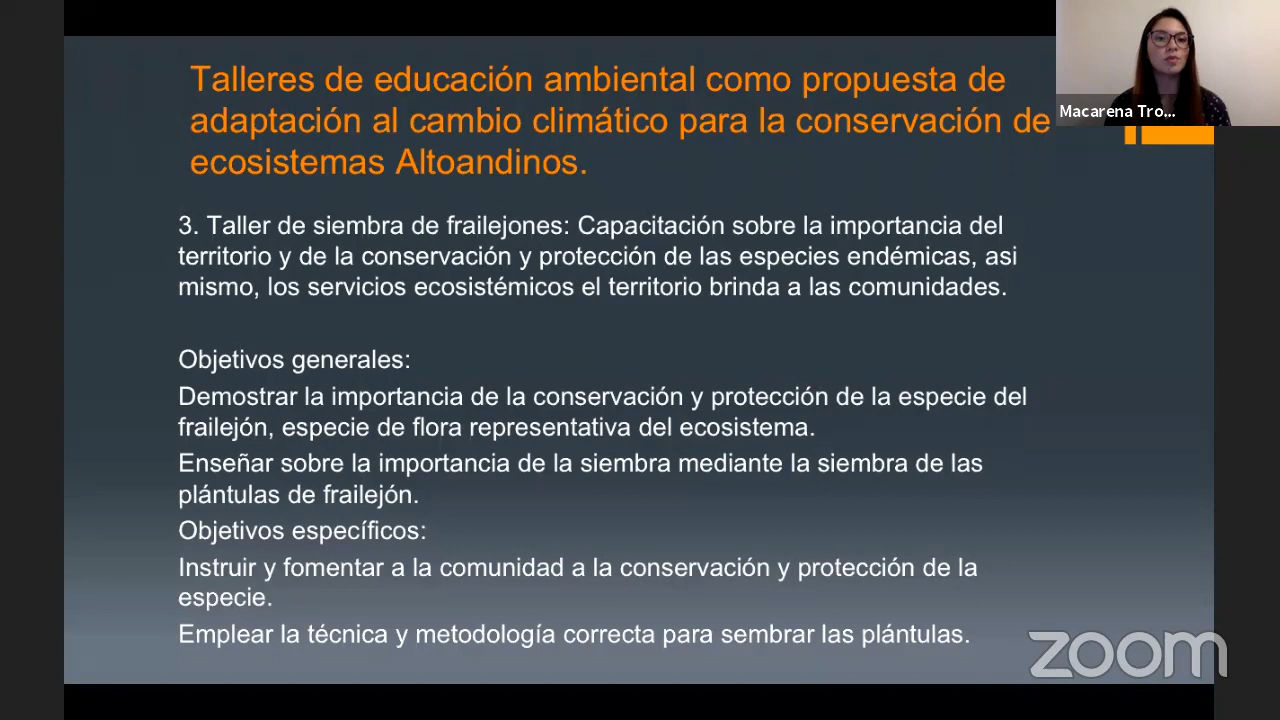 Talleres de educación ambiental como propuesta de
adaptación al cambio climático para la conservación de
ecosistemas Altoandinos.
Macarena Tro...
3. Taller de siembra de frailejones: Capacitación sobre la importancia del
territorio y de la conservación y protección de las especies endémicas, asi
mismo, los servicios ecosistémicos el territorio brinda a las comunidades.
Objetivos generales:
Demostrar la importancia de la conservación y protección de la especie del
frailejón, especie de flora representativa del ecosistema.
Enseñar sobre la importancia de la siembra mediante la siembra de las
plántulas de frailejón.
Objetivos específicos:
Instruir y fomentar a la comunidad a la conservación y protección de la
especie.
Emplear la técnica y metodología correcta para sembrar las plántulas.
zoom